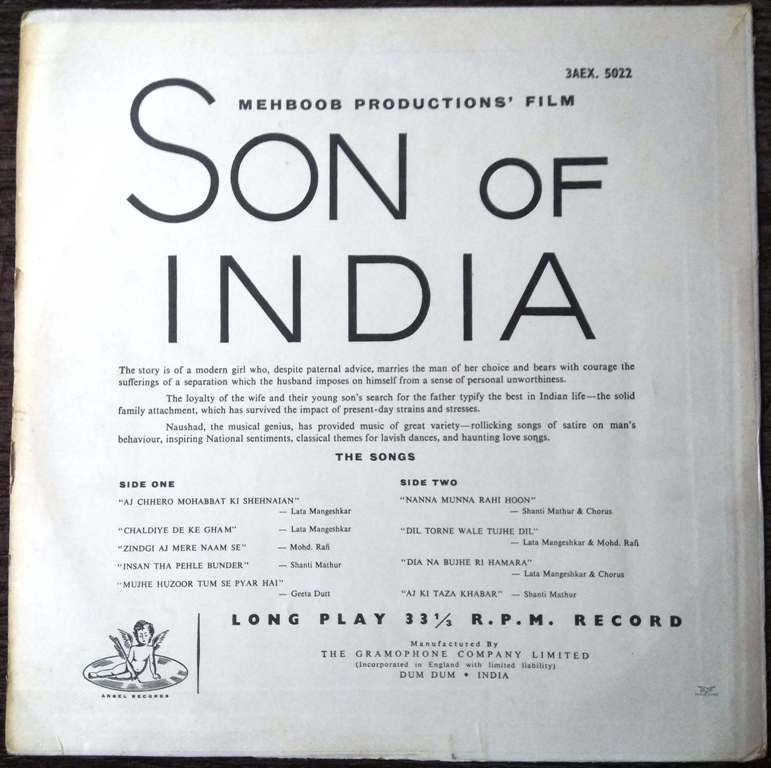 3AEX. 5022
MEHBOOB PRODUCTIONS' FILM
SON OF
INDIA
The story is of a modern girl who, despite paternal advice, marries the man of her choice and bears with courage the
sufferings of a separation which the husband imposes on himself from a sense of personal unworthiness.
The loyalty of the wife and their young son's search for the father typify the best in Indian life—the solid
family attachment, which has survived the impact of present-day strains and stresses.
Naushad, the musical genius, has provided music of great variety—rollicking songs of satire on man's
behaviour, inspiring National sentiments, classical themes for lavish dances, and haunting love songs.
THE SONGS
SIDE ONE
"AJ CHHERO MOHABBAT KI SHEHNAIAN"
— Lata Mangeshkar
"CHALDIYE DE KE GHAM" — Lata Mangeshkar
"ZINDGI AJ MERE NAAM SE" — Mohd. Rafi
"INSAN THA PEHLE BUNDER" — Shanti Mathur
"MUJHE HUZOOR TUM SE PYAR HAI"
— Geeta Dutt
SIDE TWO
"NANNA MUNNA RAHI HOON"
— Shanti Mathur & Chorus
"DIL TORNE WALE TUJHE DIL"
— Lata Mangeshkar & Mohd. Rafi
"DIA NA BUJHE RI HAMARA"
— Lata Mangeshkar & Chorus
"AJ KI TAZA KHABAR" — Shanti Mathur
LONG PLAY 33⅓ R.P.M. RECORD
Manufactured By
THE GRAMOPHONE COMPANY LIMITED
(Incorporated in England with limited liability)
DUM DUM • INDIA
ANGEL RECORDS